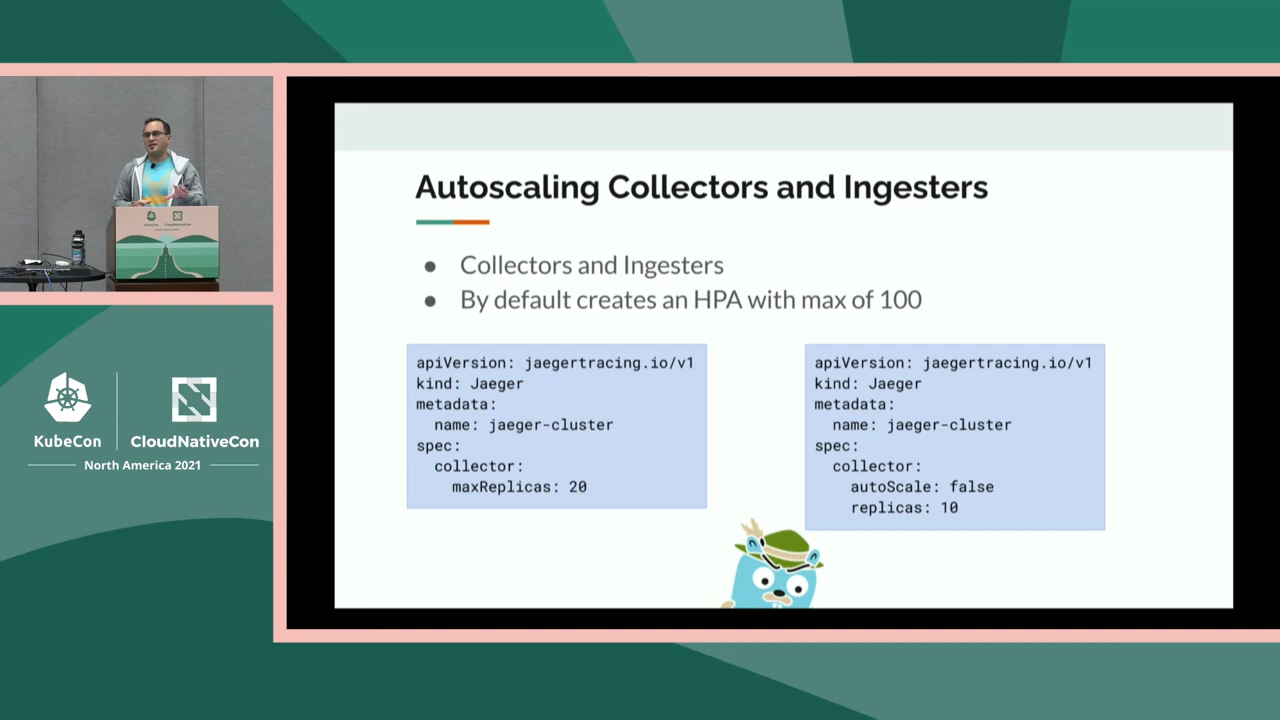 Autoscaling Collectors and Ingesters
● Collectors and Ingesters
● By default creates an HPA with max of 100
apiVersion: jaegertracing.io/v1
kind: Jaeger
metadata:
  name: jaeger-cluster
spec:
  collector:
    maxReplicas: 20
apiVersion: jaegertracing.io/v1
kind: Jaeger
metadata:
  name: jaeger-cluster
spec:
  collector:
    autoScale: false
    replicas: 10
KubeCon
CloudNativeCon
North America 2021